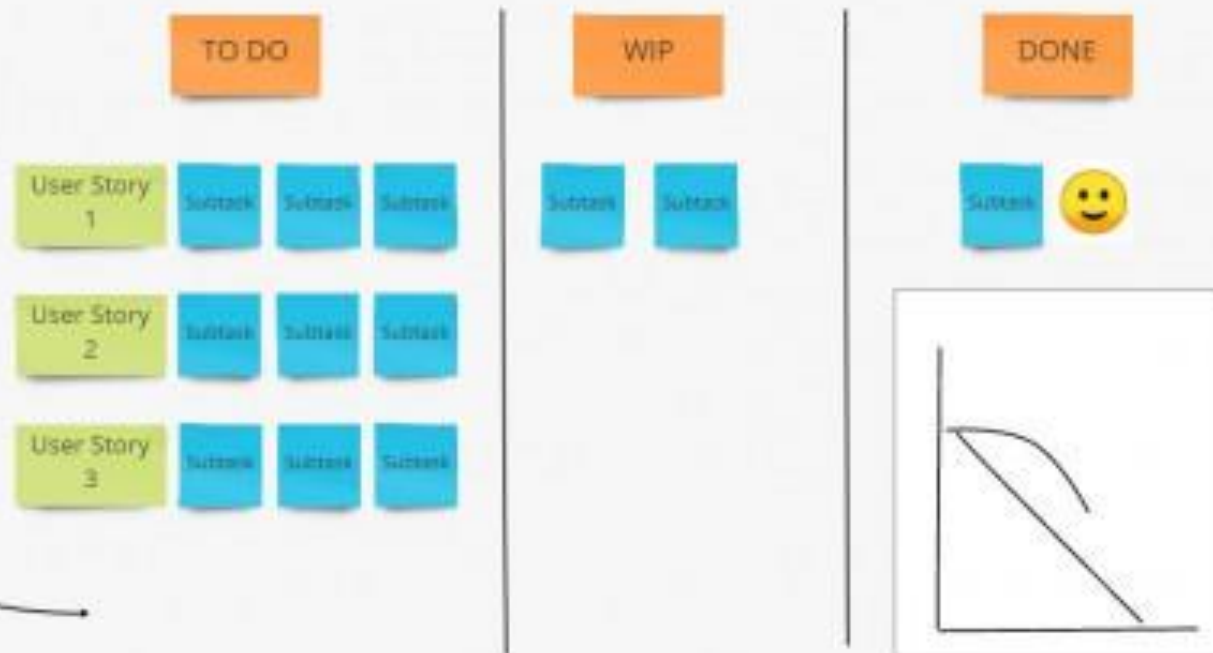 TO DO
WIP
DONE
User Story
1
Subtask Subtask Subtask
Subtask Subtask
Subtask
User Story
2
Subtask Subtask Subtask
User Story
3
Subtask Subtask Subtask